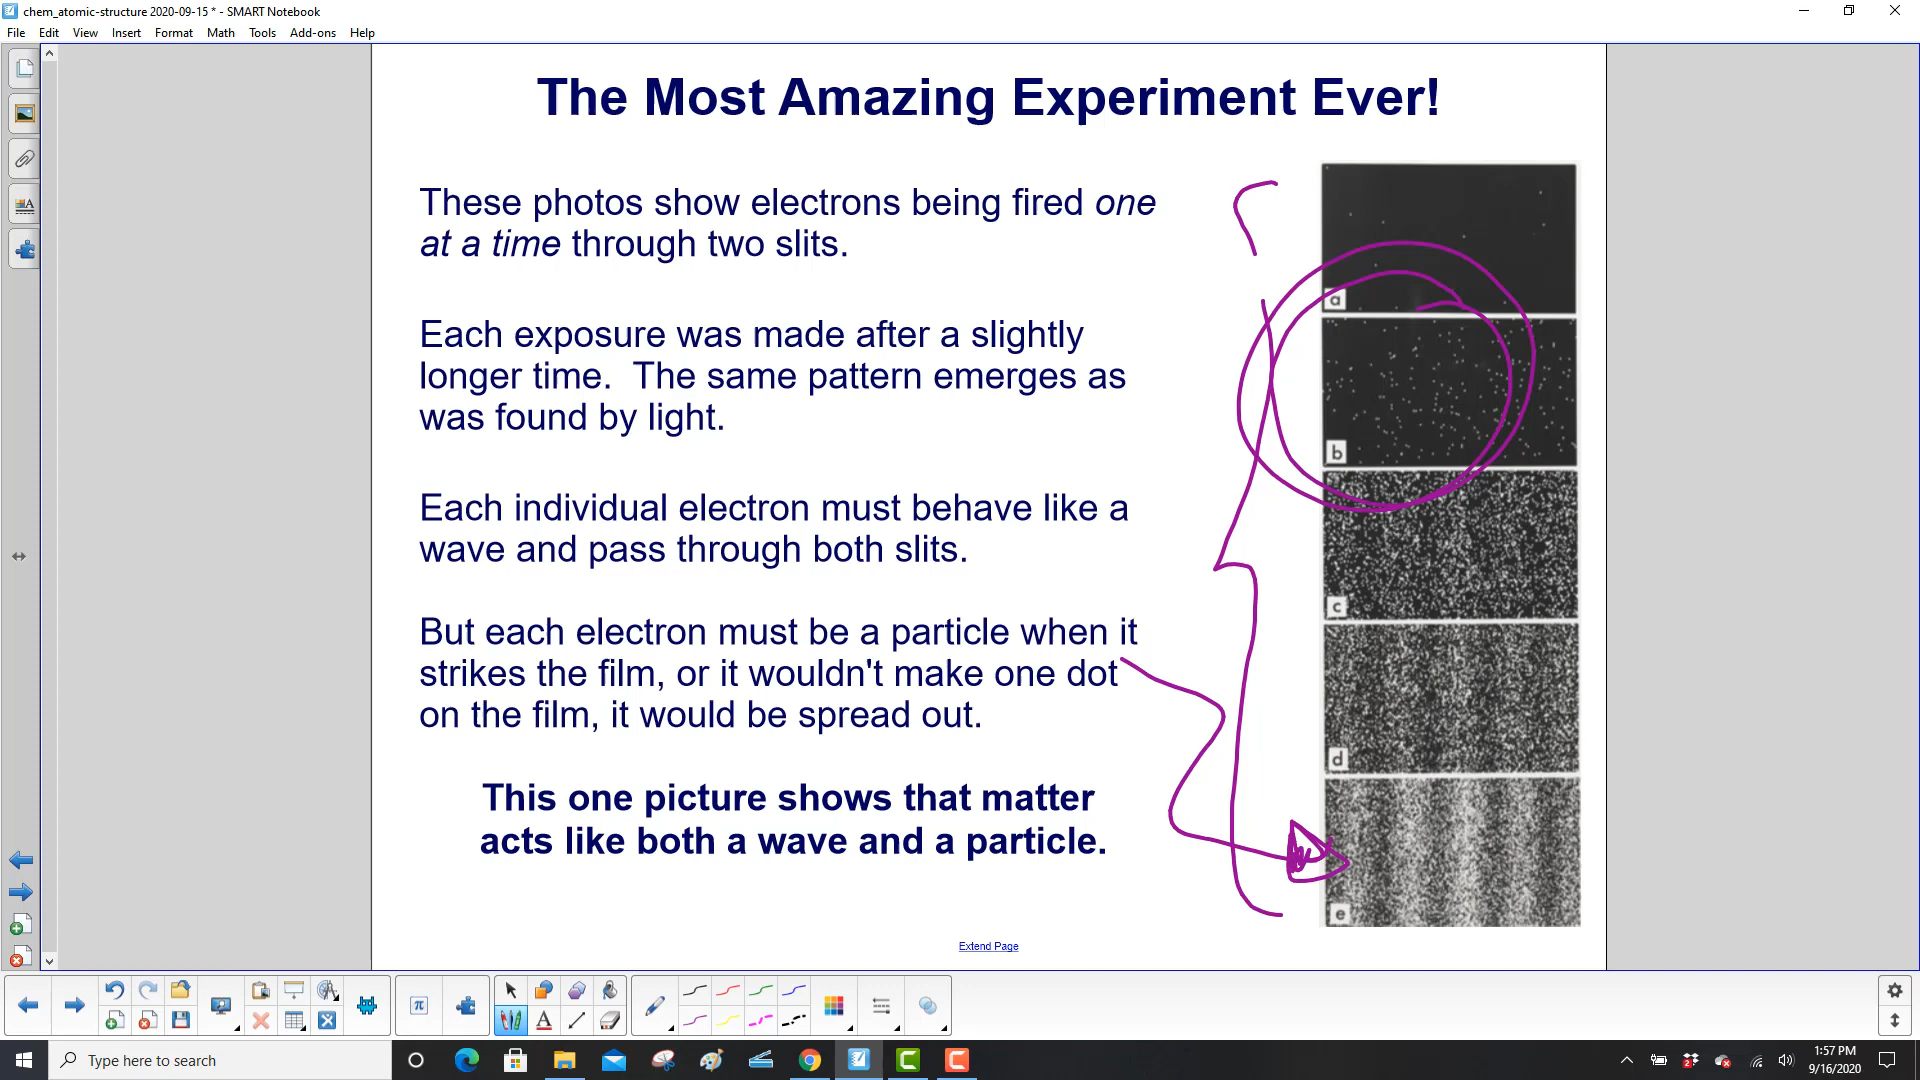 chem_atomic-structure 2020-09-15 * - SMART Notebook
File Edit View Insert Format Math Tools Add-ons Help
The Most Amazing Experiment Ever!
These photos show electrons being fired one
at a time through two slits.
Each exposure was made after a slightly
longer time. The same pattern emerges as
was found by light.
Each individual electron must behave like a
wave and pass through both slits.
But each electron must be a particle when it
strikes the film, or it wouldn't make one dot
on the film, it would be spread out.
This one picture shows that matter
acts like both a wave and a particle.
a
b
c
d
e
Extend Page
π
A
Type here to search
2
1:57 PM
9/16/2020